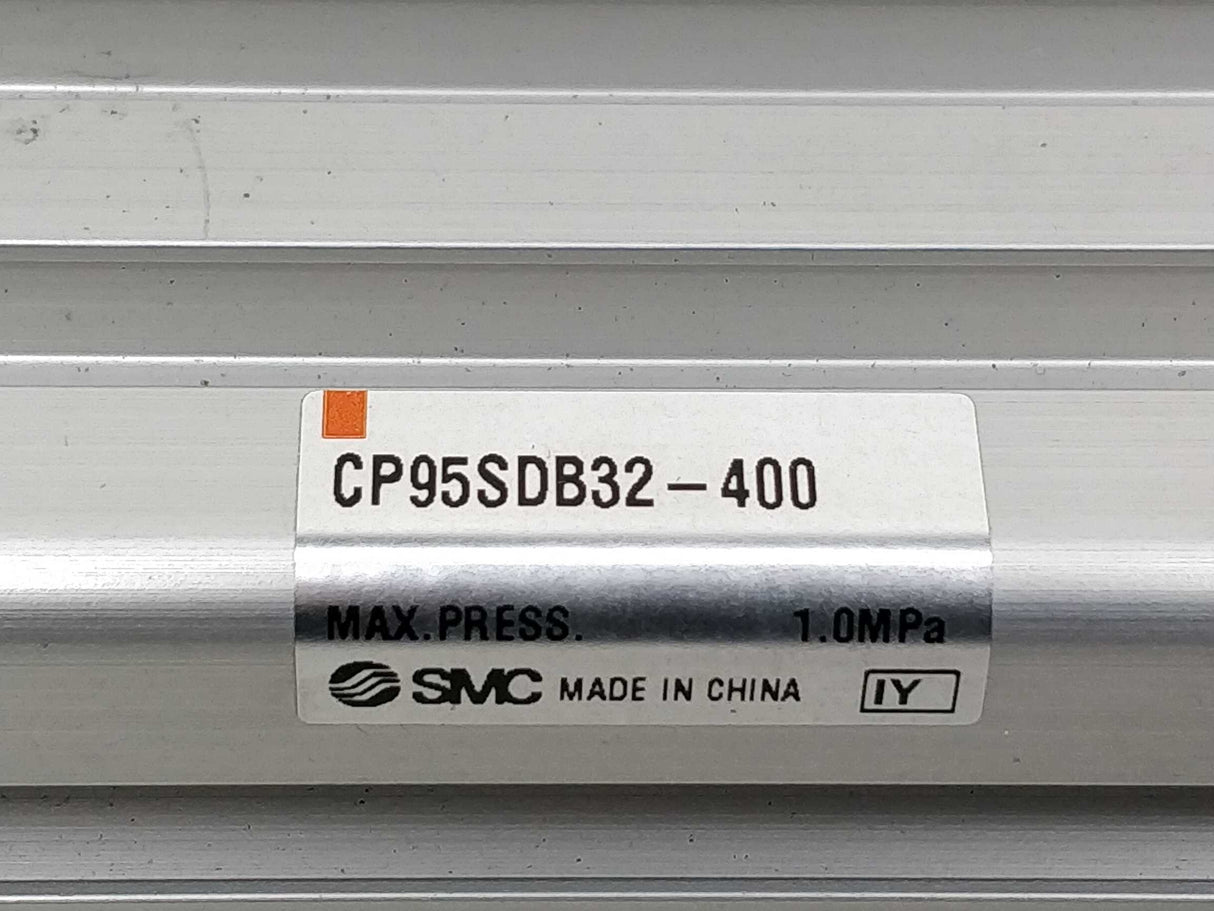 CP95SDB32-400
MAX.PRESS. 1.0MPa
SMC MADE IN CHINA IY